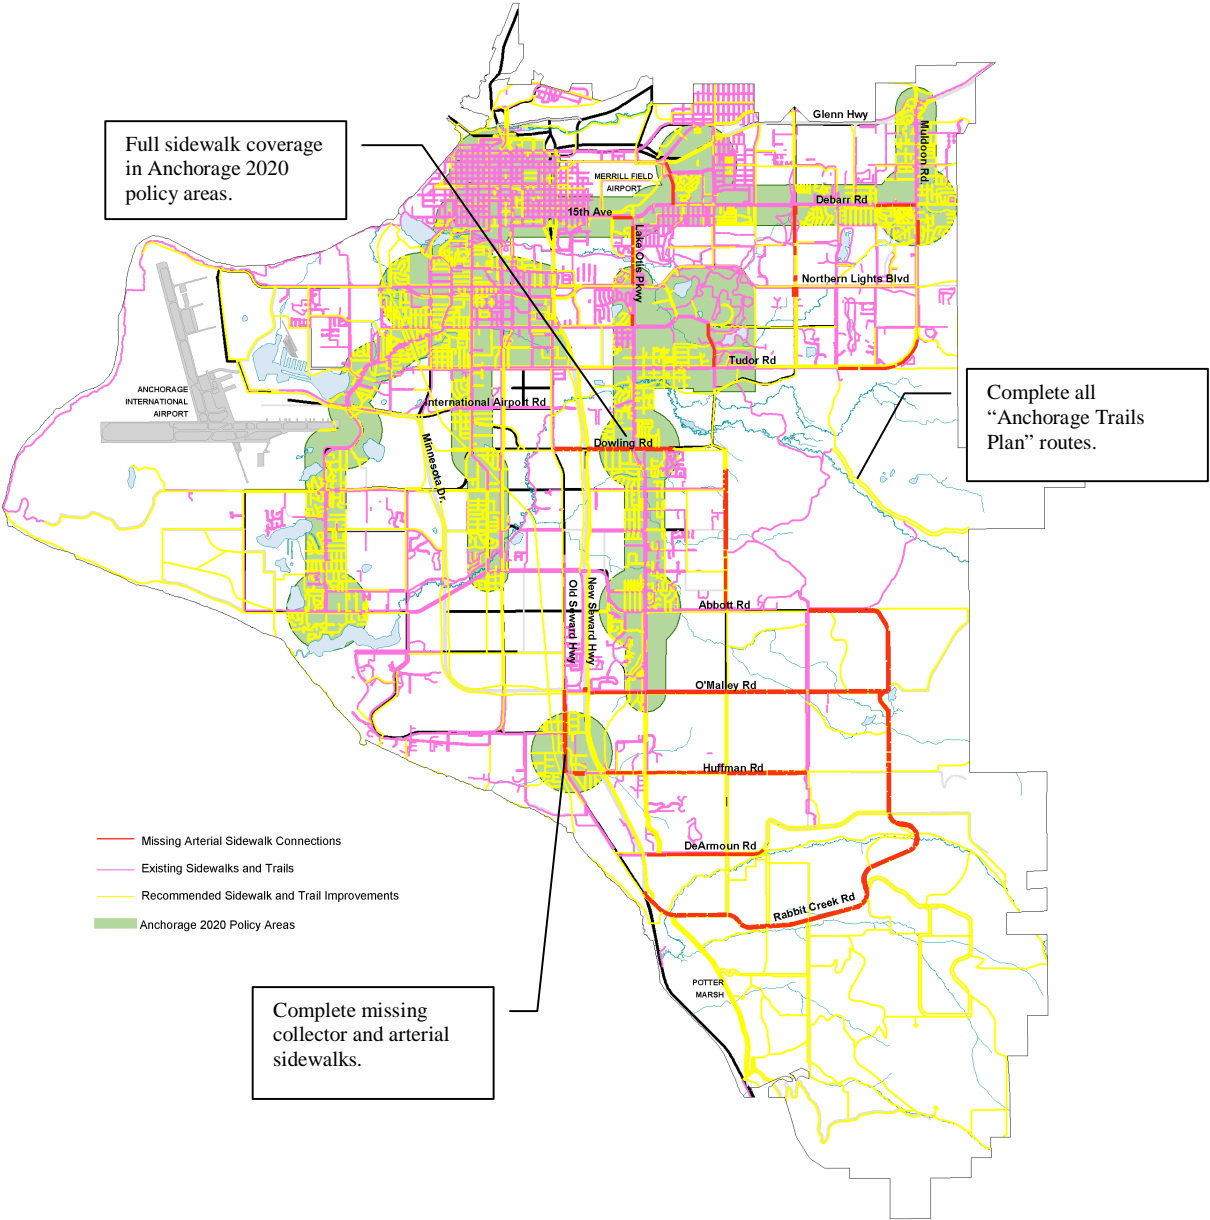 Glenn Hwy
Muldoon Rd.
Full sidewalk coverage
in Anchorage 2020
policy areas.
MERRILL FIELD
AIRPORT
Debarr Rd
15th Ave
Lake Otis Pkwy
Northern Lights Blvd
Tudor Rd
ANCHORAGE
INTERNATIONAL
AIRPORT
International Airport Rd
Complete all
“Anchorage Trails
Plan” routes.
Minnesota Dr.
Dowling Rd
Old Seward Hwy
New Seward Hwy
Abbott Rd
O'Malley Rd
Huffman Rd
DeArmoun Rd
Rabbit Creek Rd
Missing Arterial Sidewalk Connections
Existing Sidewalks and Trails
Recommended Sidewalk and Trail Improvements
Anchorage 2020 Policy Areas
POTTER
MARSH
Complete missing
collector and arterial
sidewalks.